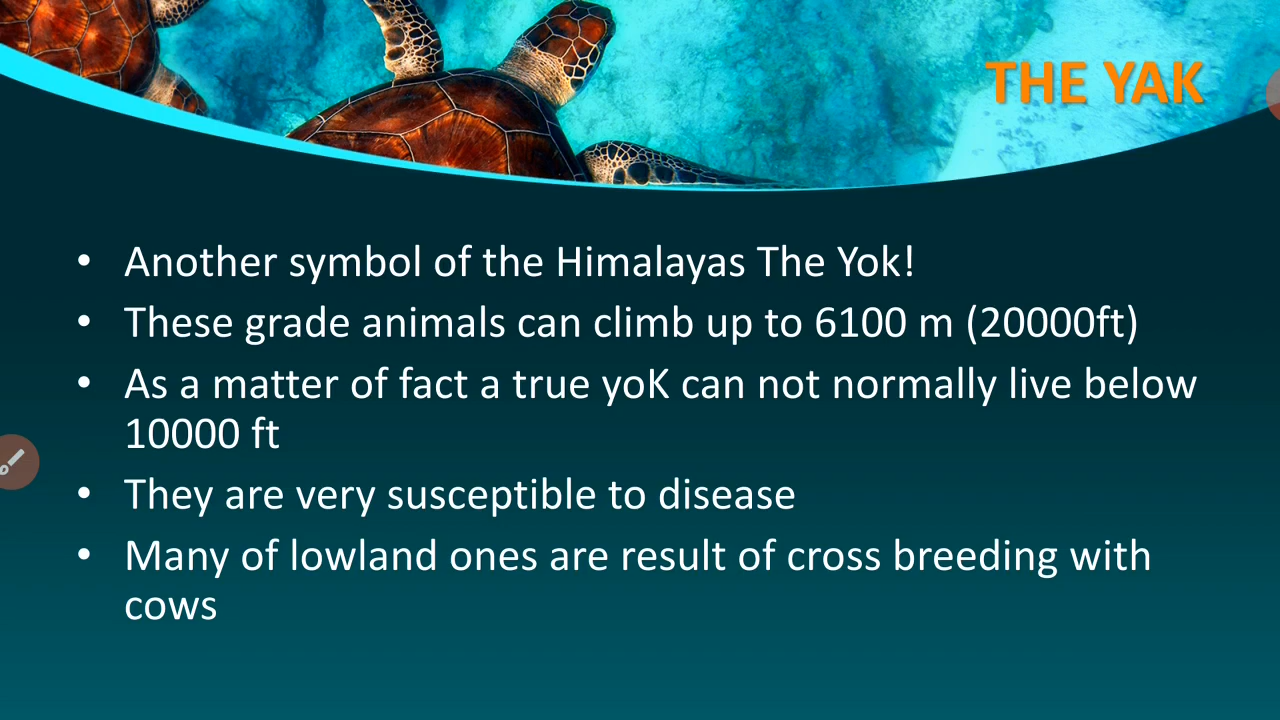 THE YAK
• Another symbol of the Himalayas The Yok!
• These grade animals can climb up to 6100 m (20000ft)
• As a matter of fact a true yoK can not normally live below
10000 ft
• They are very susceptible to disease
• Many of lowland ones are result of cross breeding with
cows